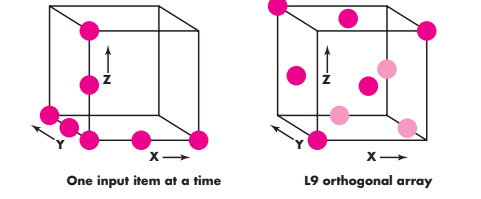 Z
Y
X
One input item at a time
Z
Y
X
L9 orthogonal array